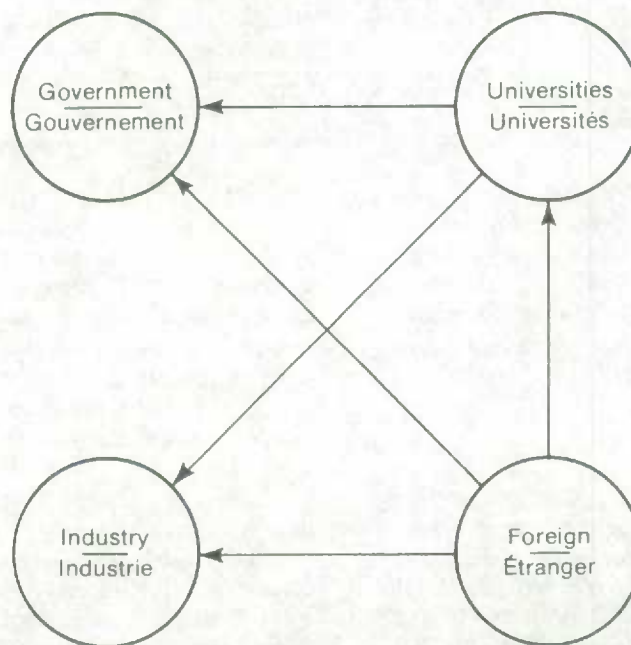 Government
Gouvernement
Universities
Universités
Industry
Industrie
Foreign
Étranger